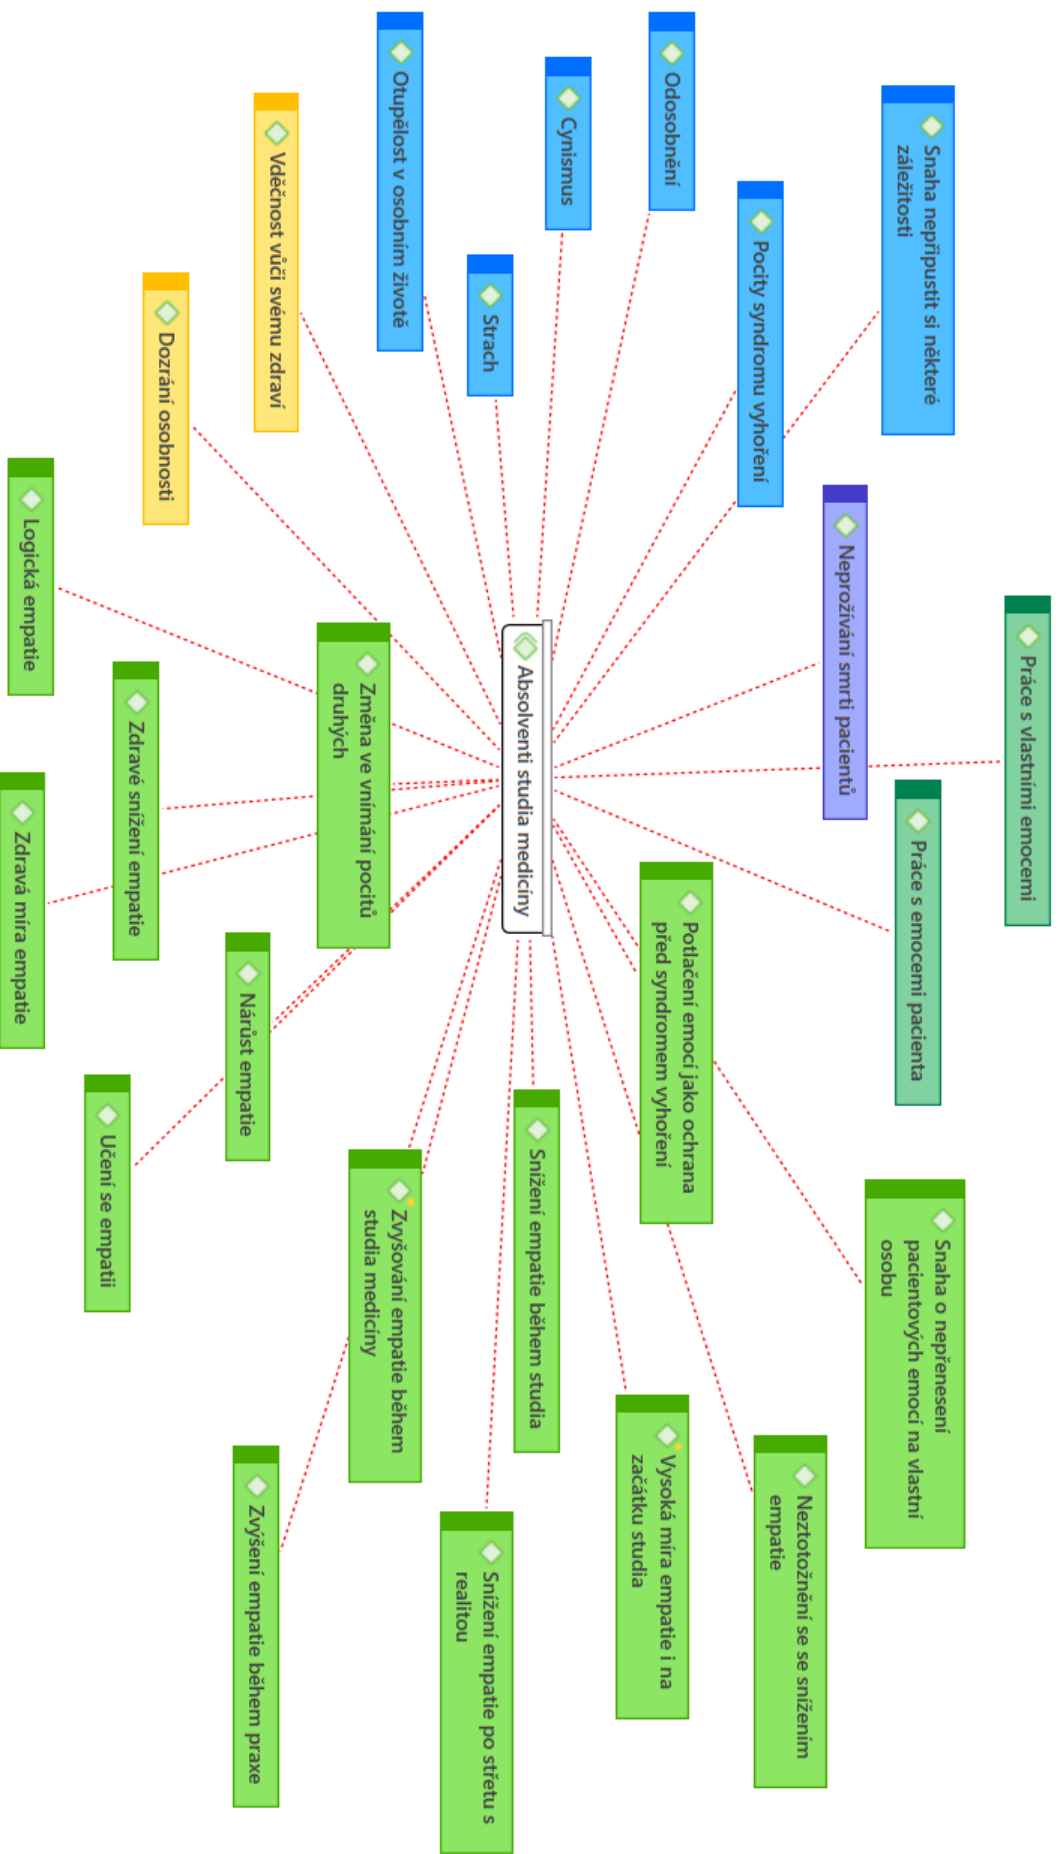 Práce s vlastními emocemi
Práce s emocemi pacienta
Snaha o nepřenesení
pacientových emocí na vlastní
osobu
Snaha nepřipustit si některé
záležitosti
Neprožívání smrti pacientů
Neztotožnění se se snížením
empatie
Pocity syndromu vyhoření
Potlačení emocí jako ochrana
před syndromem vyhoření
Odosobnění
Vysoká míra empatie i na
začátku studia
Cynismus
Absolventi studia medicíny
Snížení empatie během studia
Strach
Snížení empatie po střetu s
realitou
Otupělost v osobním životě
Změna ve vnímání pocitů
druhých
Zvyšování empatie během
studia medicíny
Vděčnost vůči svému zdraví
Nárůst empatie
Zvýšení empatie během praxe
Dozrání osobnosti
Zdravé snížení empatie
Učení se empatii
Logická empatie
Zdravá míra empatie